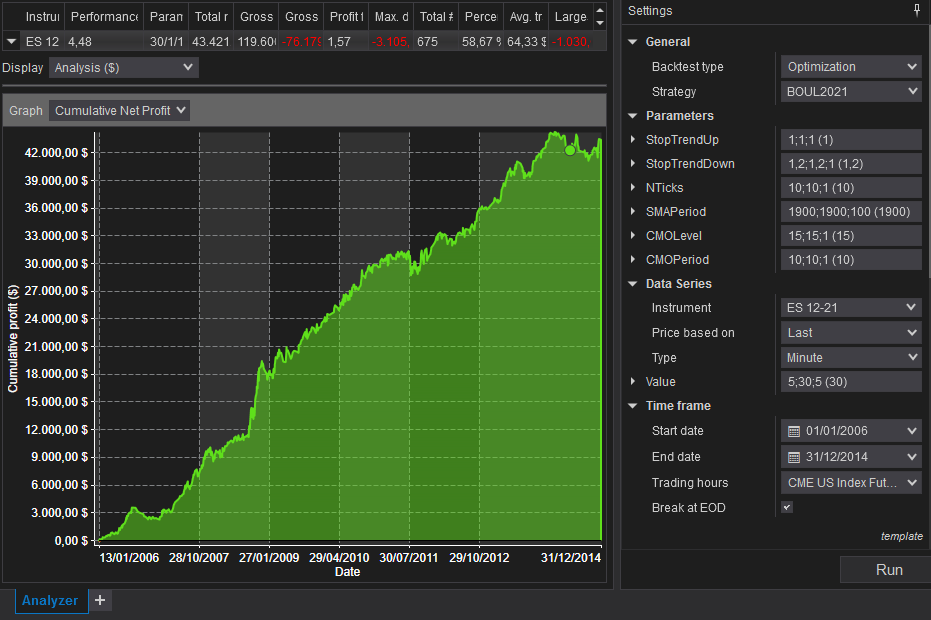 Instrui Performance Param Total r Gross Gross Profit f Max. d Total # Perce Avg. tr Large
ES 12 4,48 30/1/1 43.421 119.60 -76.179 1,57 -3.105, 675 58,67 % 64,33 $ -1.030,
Display Analysis ($)
Graph Cumulative Net Profit
42.000,00 $
39.000,00 $
36.000,00 $
33.000,00 $
30.000,00 $
27.000,00 $
24.000,00 $
21.000,00 $
18.000,00 $
15.000,00 $
12.000,00 $
9.000,00 $
6.000,00 $
3.000,00 $
0,00 $
Cumulative profit ($)
13/01/2006 28/10/2007 27/01/2009 29/04/2010 30/07/2011 29/10/2012 31/12/2014
Date
Analyzer +
Settings
General
Backtest type Optimization
Strategy BOUL2021
Parameters
StopTrendUp 1;1;1 (1)
StopTrendDown 1,2;1,2;1 (1,2)
NTicks 10;10;1 (10)
SMAPeriod 1900;1900;100 (1900)
CMOLevel 15;15;1 (15)
CMOPeriod 10;10;1 (10)
Data Series
Instrument ES 12-21
Price based on Last
Type Minute
Value 5;30;5 (30)
Time frame
Start date 01/01/2006
End date 31/12/2014
Trading hours CME US Index Fut...
Break at EOD
template
Run